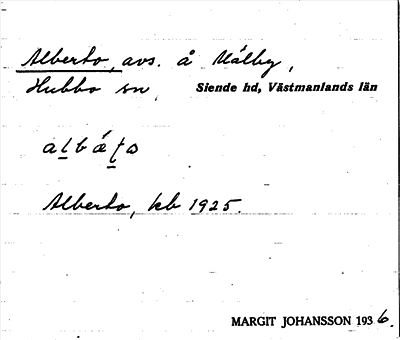 Alberto, avs. å Målby,
Hubbo sn, Siende hd, Västmanlands län
Alberto, kb 1925.
MARGIT JOHANSSON 1936.